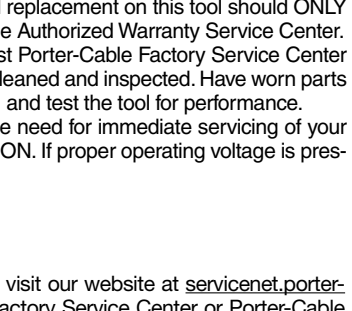 l replacement on this tool should ONLY
e Authorized Warranty Service Center.
st Porter-Cable Factory Service Center
leaned and inspected. Have worn parts
and test the tool for performance.
e need for immediate servicing of your
ON. If proper operating voltage is pres-
visit our website at servicenet.porter-
actory Service Center or Porter-Cable